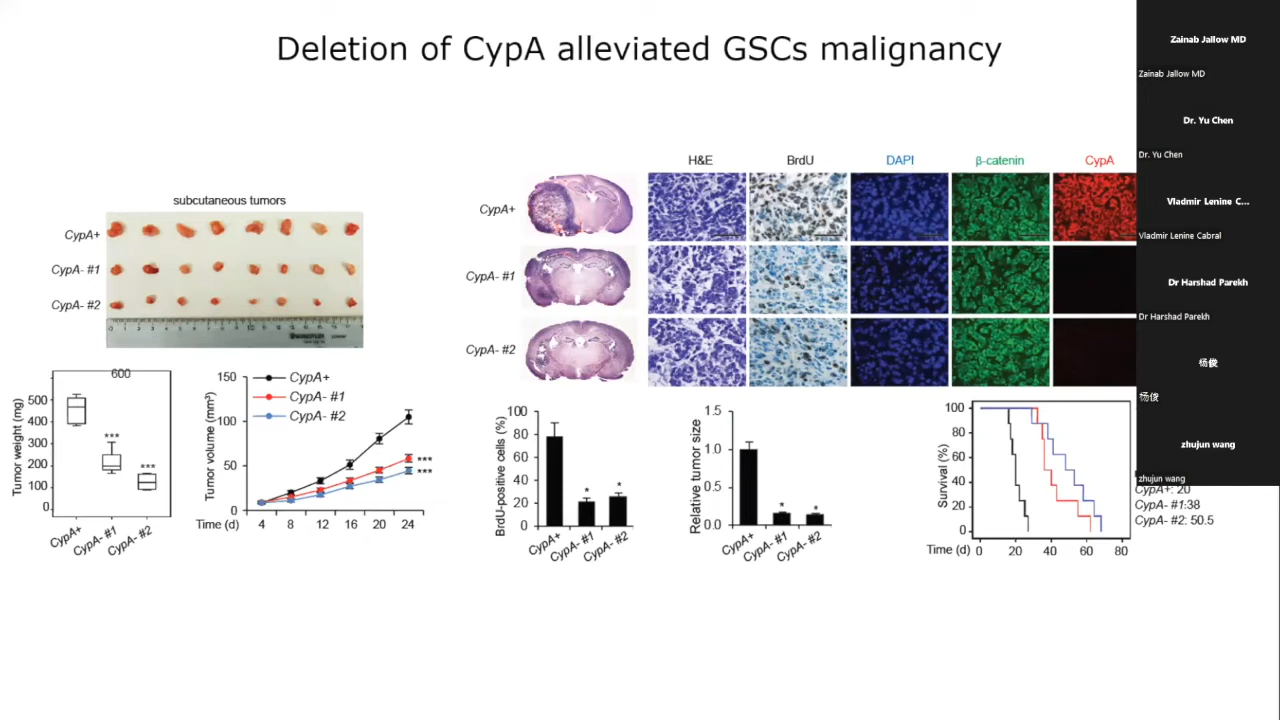 Deletion of CypA alleviated GSCs malignancy
subcutaneous tumors
CypA+
CypA- #1
CypA- #2
600
Tumor weight (mg)
500
400
300
200
100
0
***
***
CypA+
CypA- #1
CypA- #2
Tumor volume (mm³)
150
100
50
0
CypA+
CypA- #1
CypA- #2
***
***
Time (d) 4 8 12 16 20 24
H&E BrdU DAPI β-catenin CypA
CypA+
CypA- #1
CypA- #2
BrdU-positive cells (%)
100
80
60
40
20
0
* *
CypA+
CypA- #1
CypA- #2
Relative tumor size
1.5
1.0
0.5
0.0
* *
CypA+
CypA- #1
CypA- #2
Survival (%)
100
80
60
40
20
0
Time (d) 0 20 40 60 80
CypA+: 20
CypA- #1:38
CypA- #2: 50.5
Zainab Jallow MD
Zainab Jallow MD
Dr. Yu Chen
Dr. Yu Chen
Vladmir Lenine C...
Vladmir Lenine Cabral
Dr Harshad Parekh
Dr Harshad Parekh
杨俊
杨俊
zhujun wang
zhujun wang